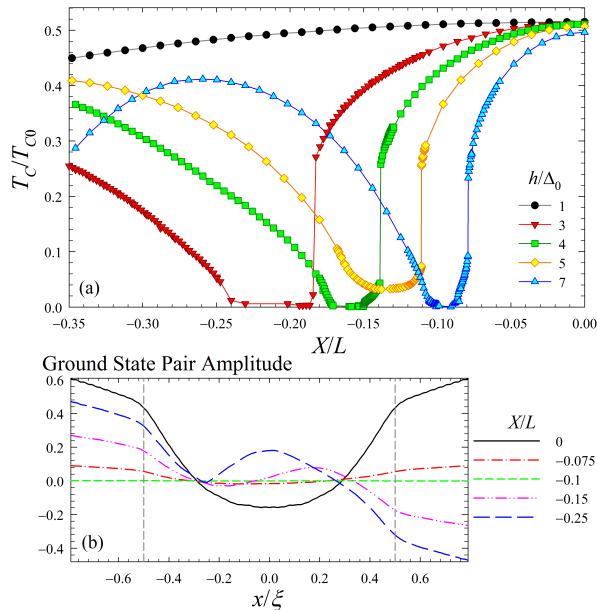 0.5
0.4
0.3
0.2
0.1
0.0
T_C/T_C0
h/Δ₀
1
3
4
5
7
(a)
−0.35 −0.30 −0.25 −0.20 −0.15 −0.10 −0.05 0.00
X/L
Ground State Pair Amplitude
0.6
0.4
0.2
0.0
−0.2
−0.4
X/L
0
−0.075
−0.1
−0.15
−0.25
(b)
−0.6 −0.4 −0.2 0.0 0.2 0.4 0.6
x/ξ